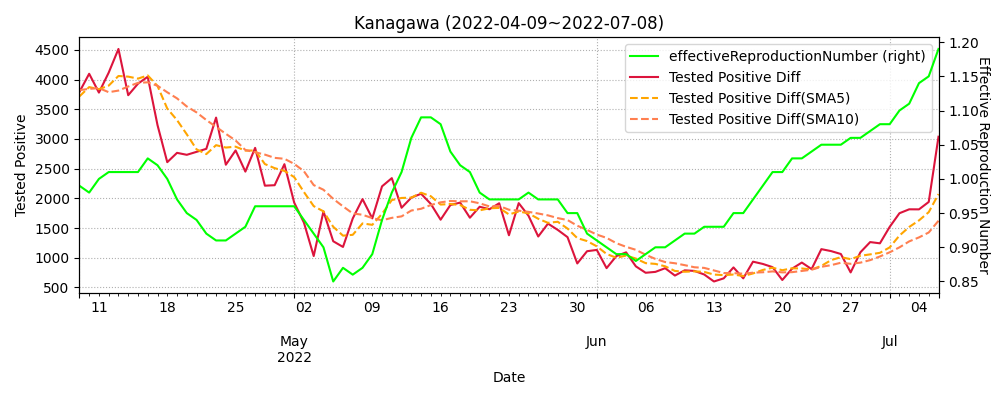 Kanagawa (2022-04-09~2022-07-08)
effectiveReproductionNumber (right)
Tested Positive Diff
Tested Positive Diff(SMA5)
Tested Positive Diff(SMA10)
Tested Positive
4500
4000
3500
3000
2500
2000
1500
1000
500
Effective Reproduction Number
1.20
1.15
1.10
1.05
1.00
0.95
0.90
0.85
11 18 25 02 09 16 23 30 06 13 20 27 04
May Jun Jul
2022
Date